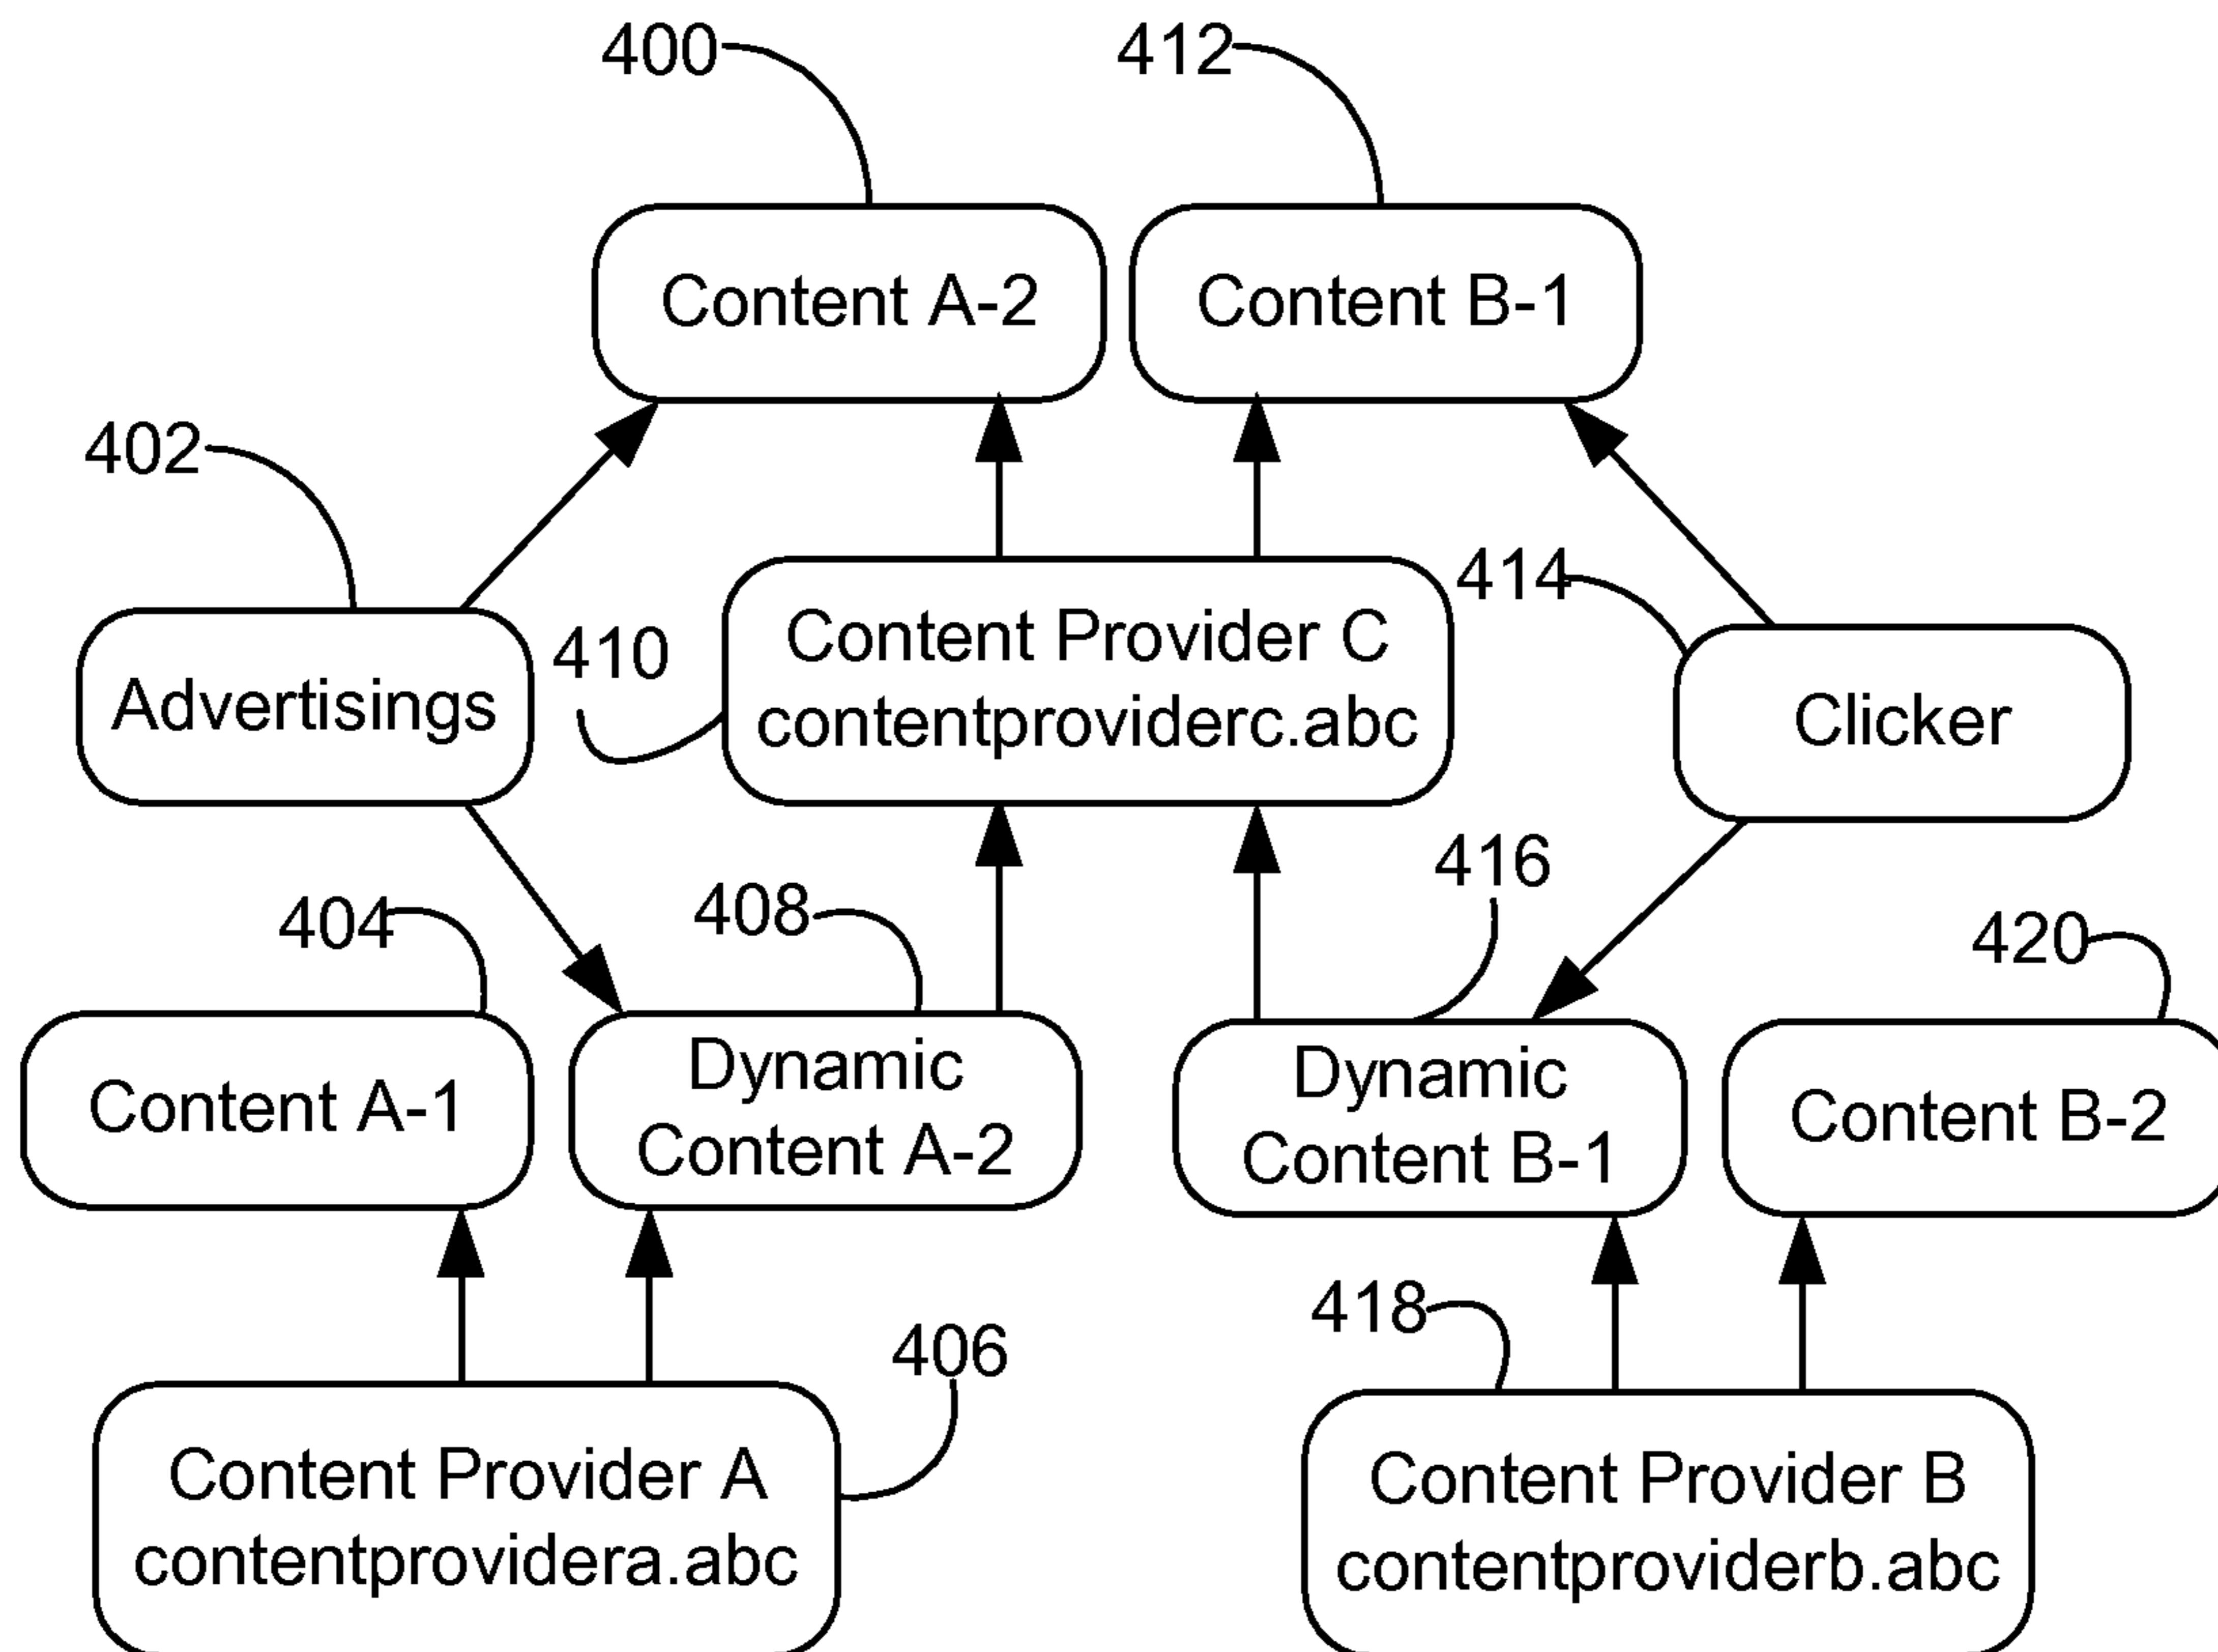 400
412
Content A-2
Content B-1
402
414
410
Content Provider C
contentproviderc.abc
Advertisings
Clicker
416
404
408
420
Dynamic
Content A-2
Dynamic
Content B-1
Content A-1
Content B-2
418
406
Content Provider A
contentprovidera.abc
Content Provider B
contentproviderb.abc